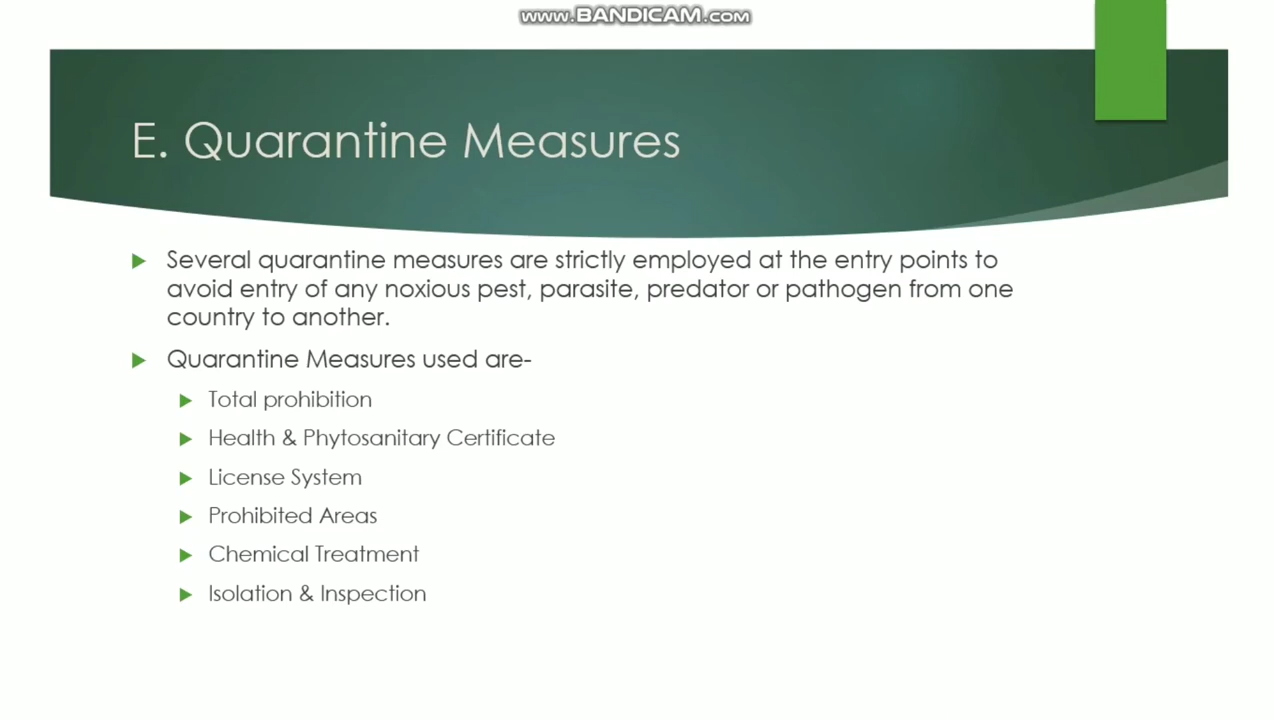 www.BANDICAM.com
E. Quarantine Measures
Several quarantine measures are strictly employed at the entry points to
avoid entry of any noxious pest, parasite, predator or pathogen from one
country to another.
Quarantine Measures used are-
Total prohibition
Health & Phytosanitary Certificate
License System
Prohibited Areas
Chemical Treatment
Isolation & Inspection